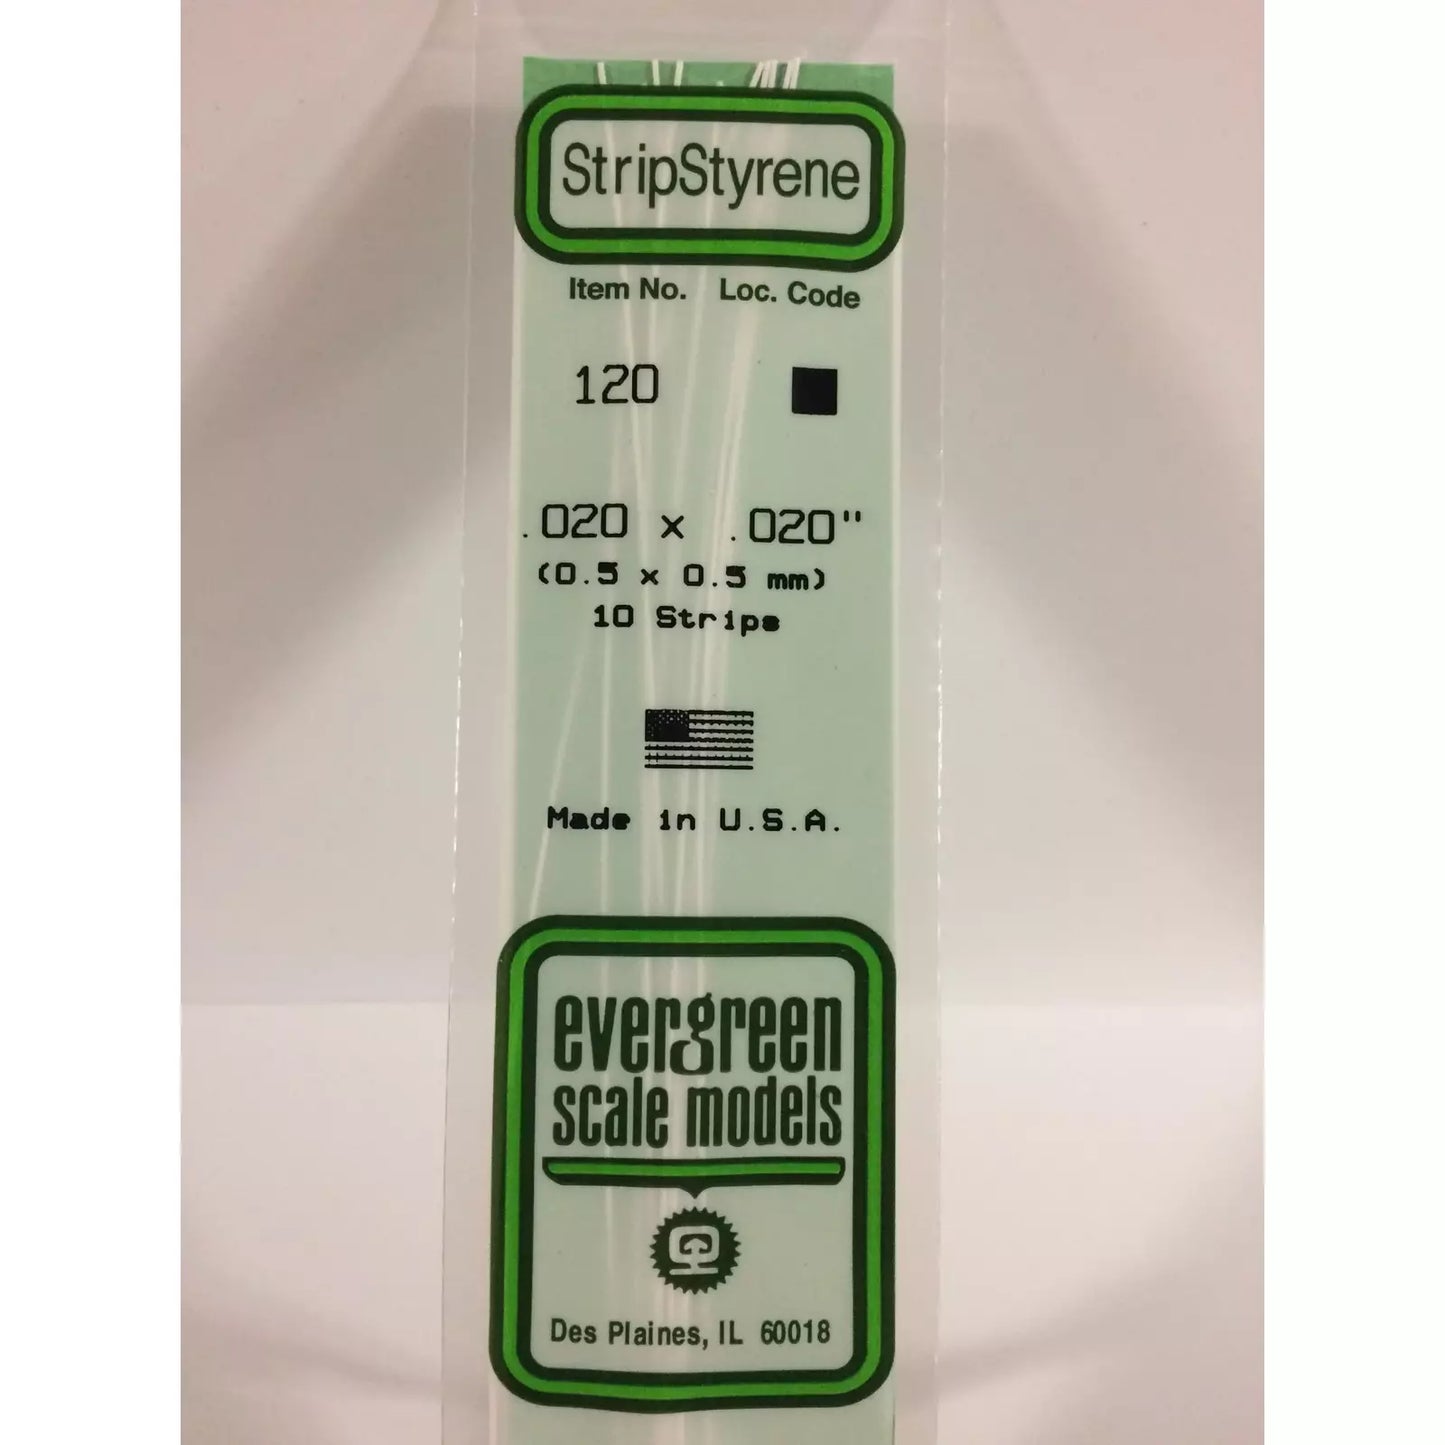 StripStyrene
Item No. Loc. Code
120
.020 x .020"
(0.5 x 0.5 mm)
10 Strips
Made in U.S.A.
evergreen
scale models
Des Plaines, IL 60018